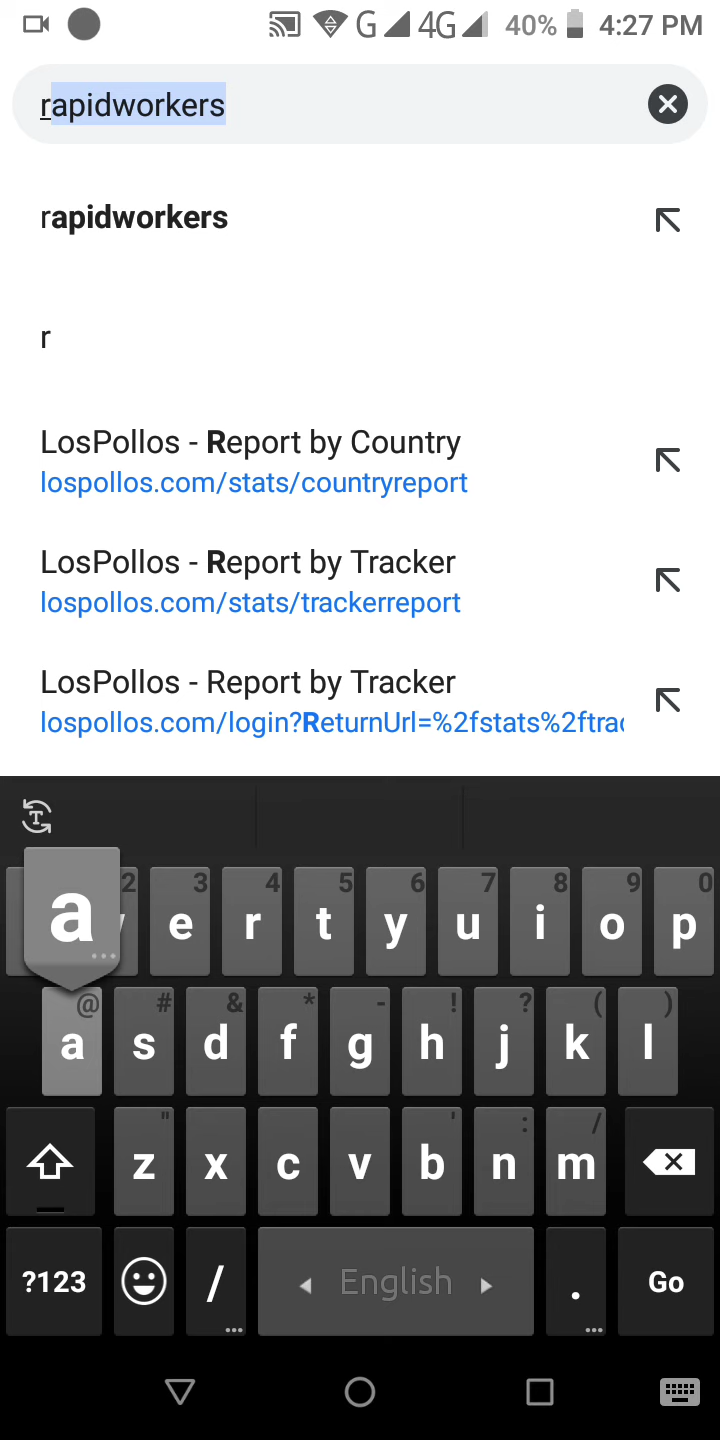 G 4G 40% 4:27 PM
rapidworkers
rapidworkers
r
LosPollos - Report by Country
lospollos.com/stats/countryreport
LosPollos - Report by Tracker
lospollos.com/stats/trackerreport
LosPollos - Report by Tracker
lospollos.com/login?ReturnUrl=%2fstats%2ftrac
T
a
2 3 4 5 6 7 8 9 0
e r t y u i o p
@ # & * - ! ? ( )
a s d f g h j k l
" ' : /
z x c v b n m
?123 / English . Go